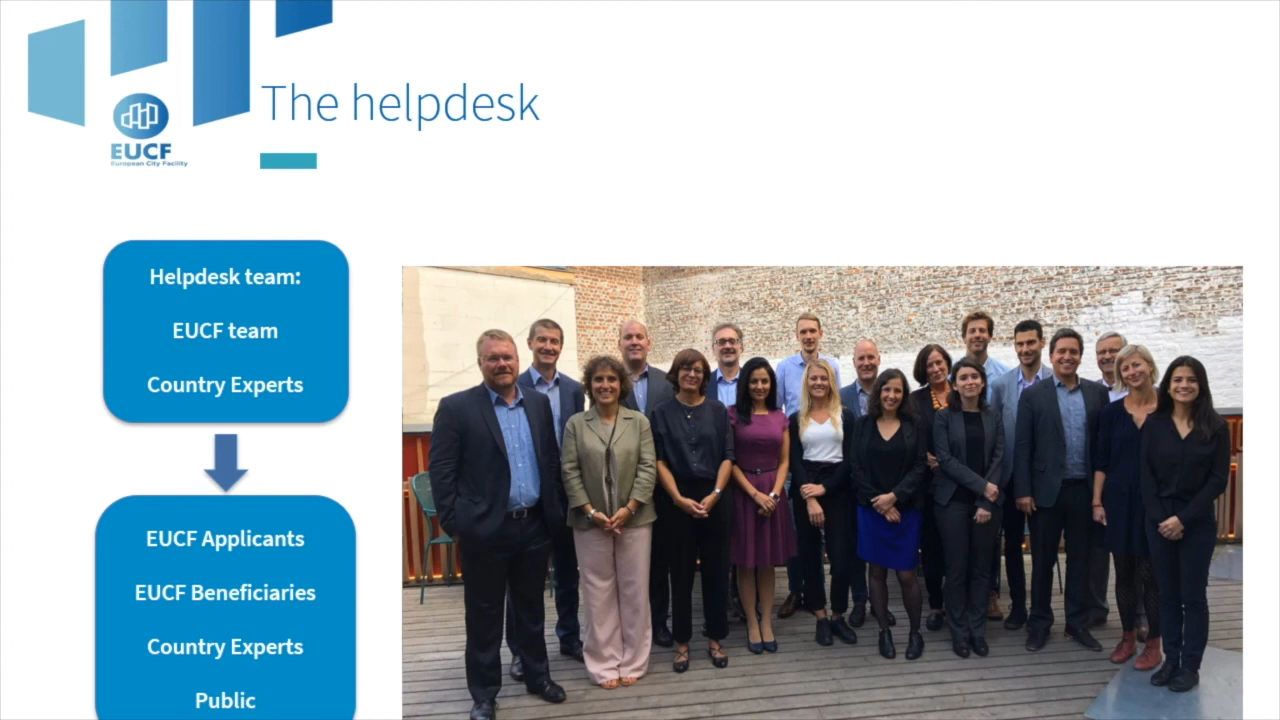 The helpdesk
EUCF
European City Facility
Helpdesk team:
EUCF team
Country Experts
EUCF Applicants
EUCF Beneficiaries
Country Experts
Public